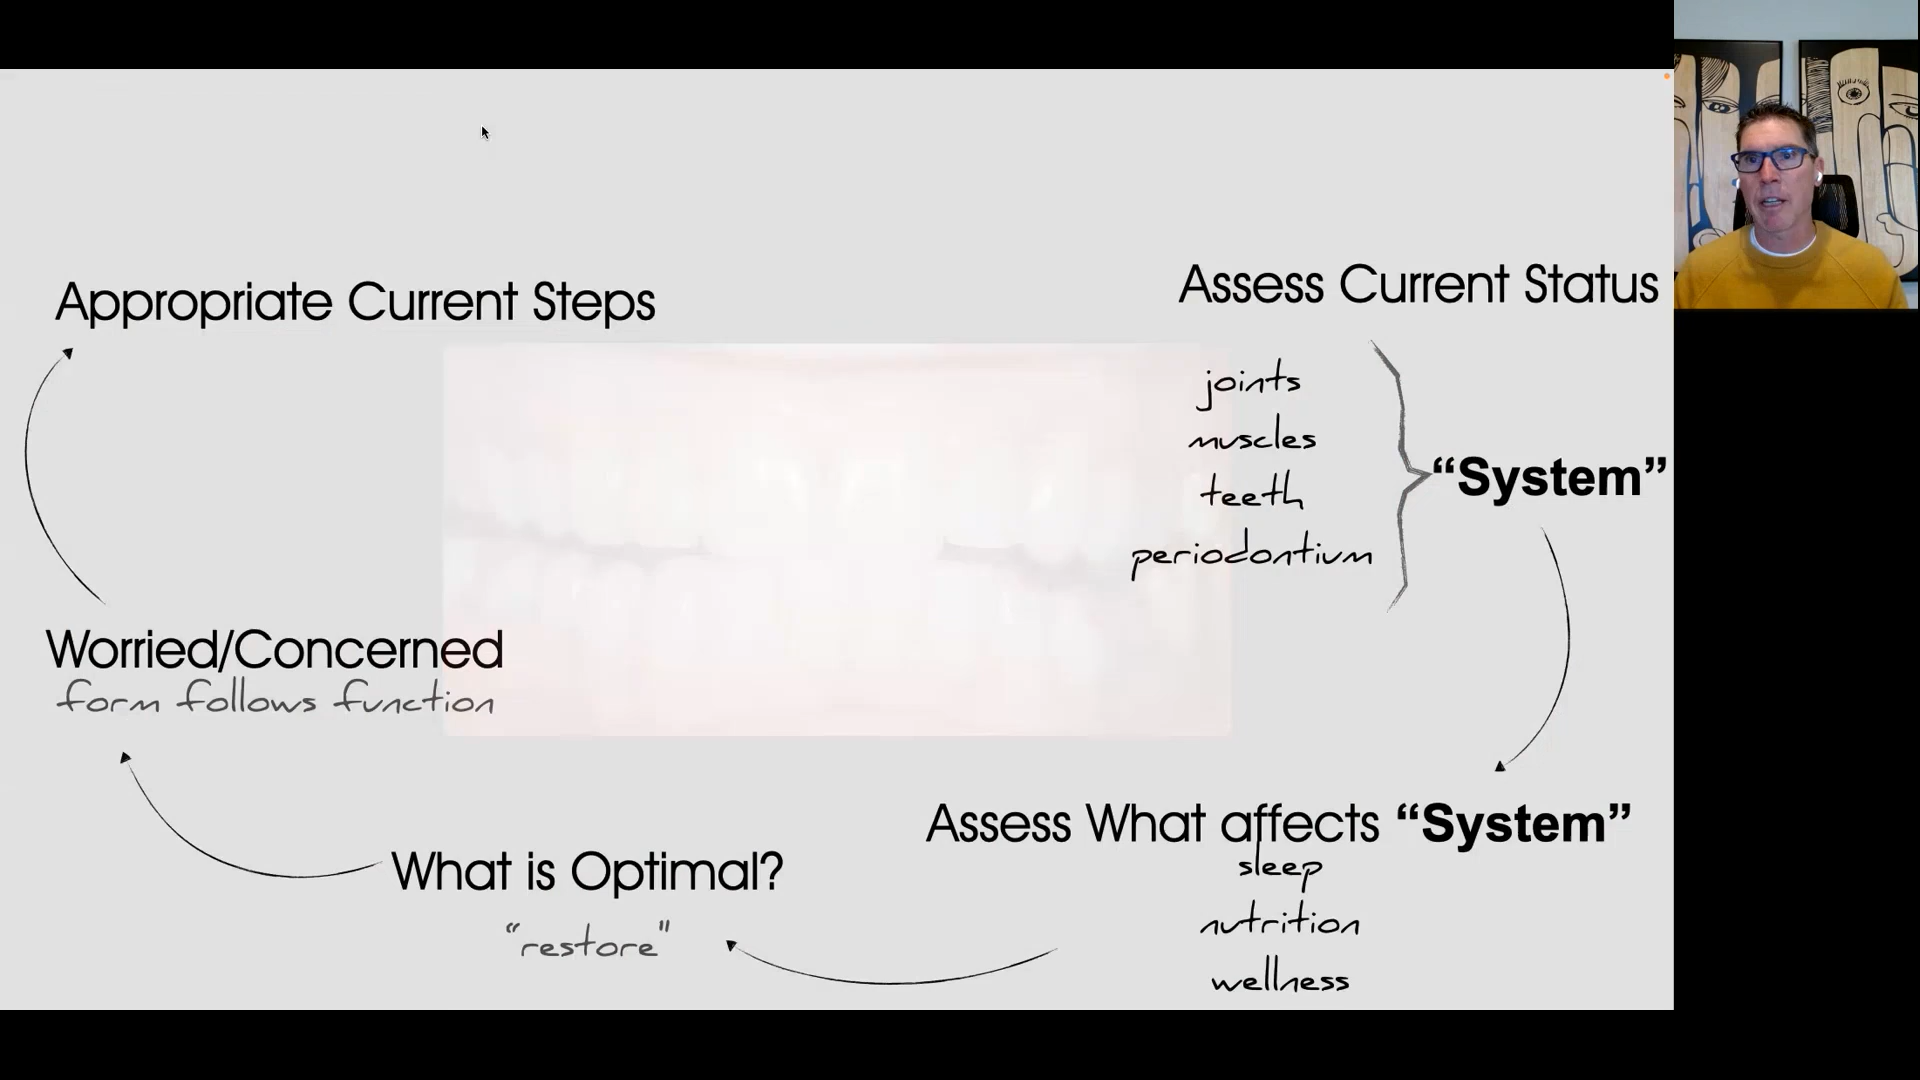 Appropriate Current Steps
Assess Current Status
joints
muscles
teeth
periodontium
“System”
Worried/Concerned
form follows function
Assess What affects “System”
sleep
nutrition
wellness
What is Optimal?
“restore”